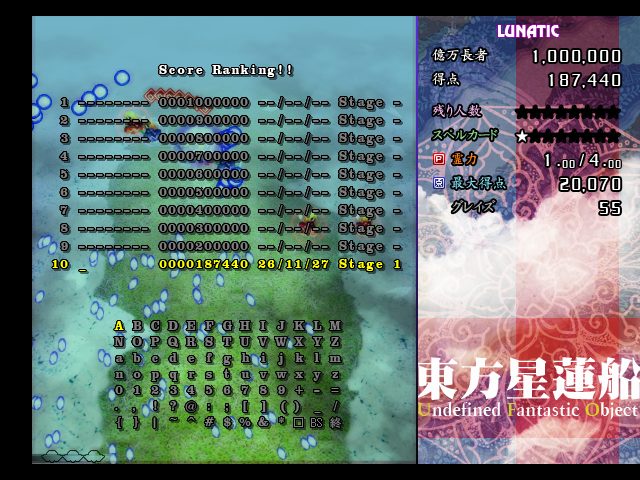 Score Ranking!!
1 -------- 0001000000 --/--/-- Stage -
2 -------- 0000900000 --/--/-- Stage -
3 -------- 0000800000 --/--/-- Stage -
4 -------- 0000700000 --/--/-- Stage -
5 -------- 0000600000 --/--/-- Stage -
6 -------- 0000500000 --/--/-- Stage -
7 -------- 0000400000 --/--/-- Stage -
8 -------- 0000300000 --/--/-- Stage -
9 -------- 0000200000 --/--/-- Stage -
10 _ 0000187440 26/11/27 Stage 1
A B C D E F G H I J K L M
N O P Q R S T U V W X Y Z
a b c d e f g h i j k l m
n o p q r s t u v w x y z
0 1 2 3 4 5 6 7 8 9 + - =
. , ! ? @ : ; [ ] ( ) _ /
{ } | ~ ^ # $ % & * □ BS 終
LUNATIC
億万長者 1,000,000
得点 187,440
残り人数
スペルカード
P 霊力 1.00/4.00
点 最大得点 20,070
グレイズ 55
東方星蓮船
Undefined Fantastic Object